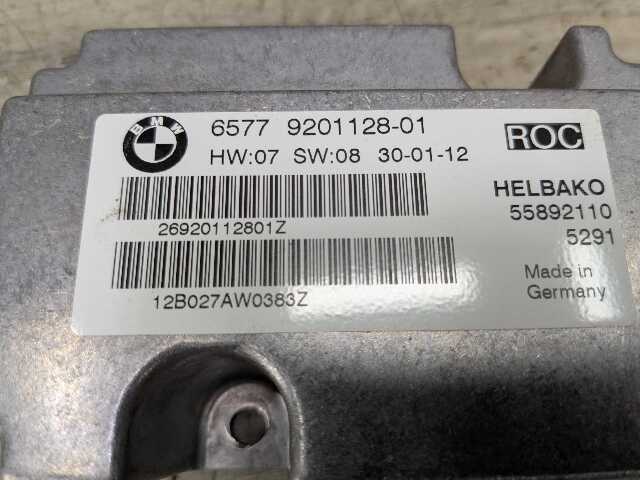 BMW
6577 9201128-01
HW:07 SW:08 30-01-12
ROC
26920112801Z
12B027AW0383Z
HELBAKO
55892110
5291
Made in
Germany